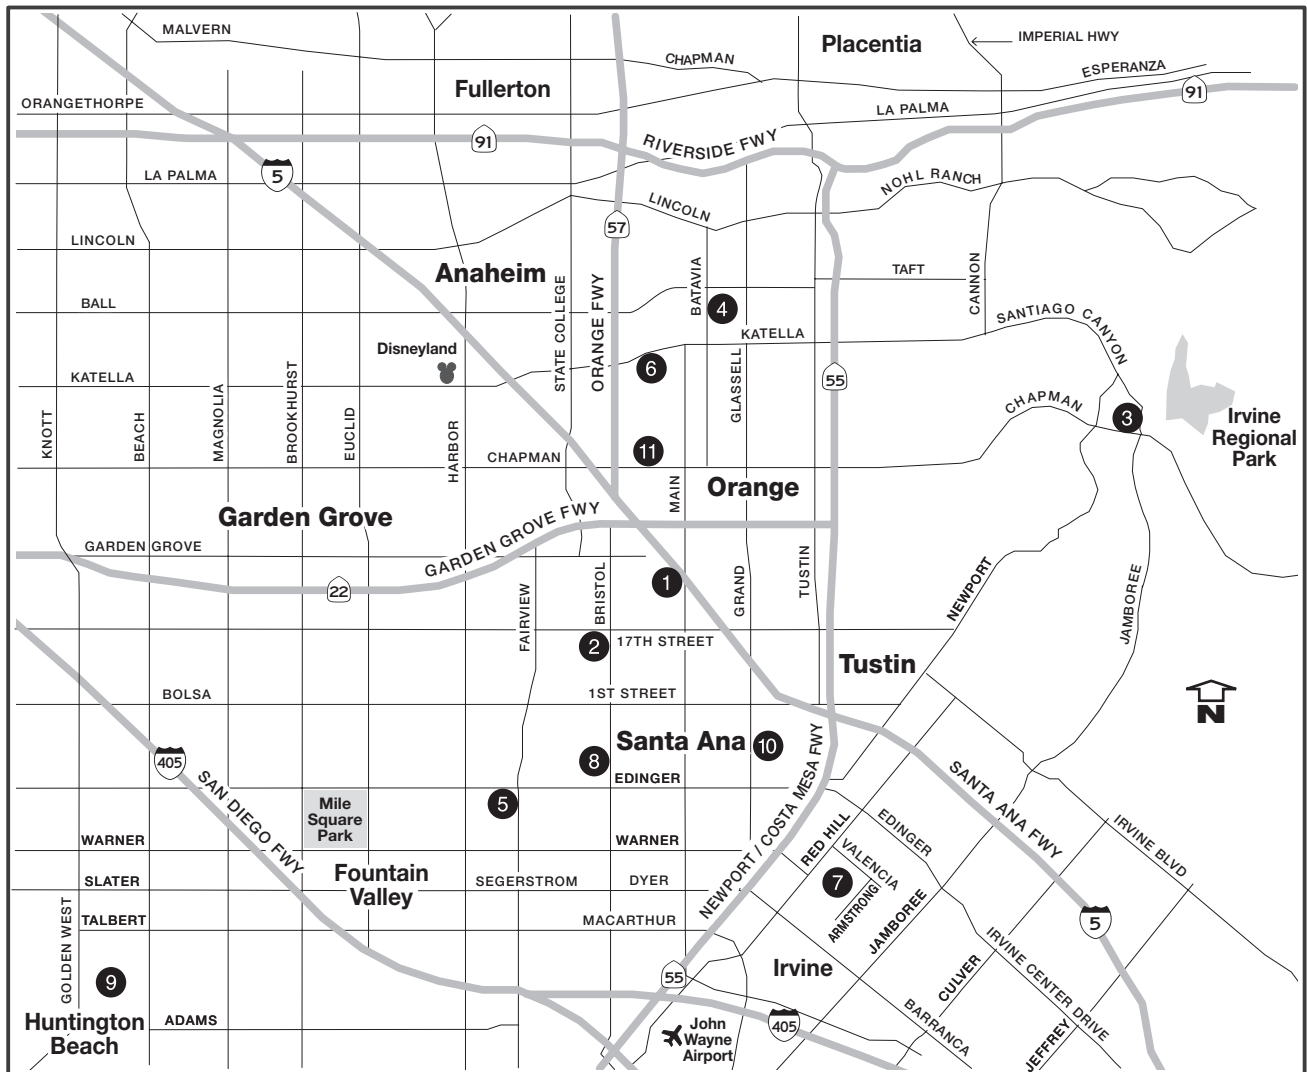 MALVERN
Placentia
IMPERIAL HWY
CHAPMAN
ESPERANZA
Fullerton
91
ORANGETHORPE
LA PALMA
91
RIVERSIDE FWY
5
LA PALMA
NOHL RANCH
LINCOLN
57
LINCOLN
Anaheim
TAFT
BATAVIA
CANNON
STATE COLLEGE
ORANGE FWY
BALL
4
SANTIAGO CANYON
KATELLA
Disneyland
6
GLASSELL
55
KATELLA
KNOTT
BEACH
MAGNOLIA
BROOKHURST
EUCLID
HARBOR
CHAPMAN
3
Irvine
Regional
Park
11
CHAPMAN
MAIN
Orange
Garden Grove
GARDEN GROVE FWY
GARDEN GROVE
22
FAIRVIEW
BRISTOL
1
GRAND
TUSTIN
NEWPORT
JAMBOREE
2
17TH STREET
Tustin
BOLSA
1ST STREET
N
Santa Ana
10
405
8
EDINGER
NEWPORT / COSTA MESA FWY
SANTA ANA FWY
SAN DIEGO FWY
Mile
Square
Park
5
EDINGER
IRVINE BLVD
WARNER
WARNER
RED HILL
VALENCIA
Fountain
Valley
SLATER
SEGERSTROM
DYER
7
ARMSTRONG
JAMBOREE
TALBERT
MACARTHUR
5
GOLDEN WEST
9
55
Irvine
CULVER
IRVINE CENTER DRIVE
Huntington
Beach
ADAMS
John
Wayne
Airport
405
BARRANCA
JEFFREY